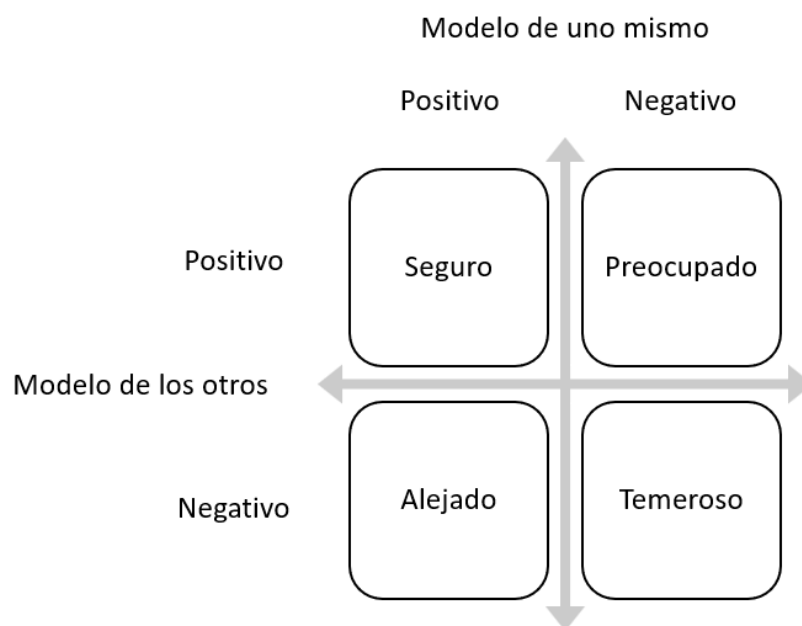 Modelo de uno mismo
Positivo Negativo
Positivo Seguro Preocupado
Modelo de los otros
Negativo Alejado Temeroso